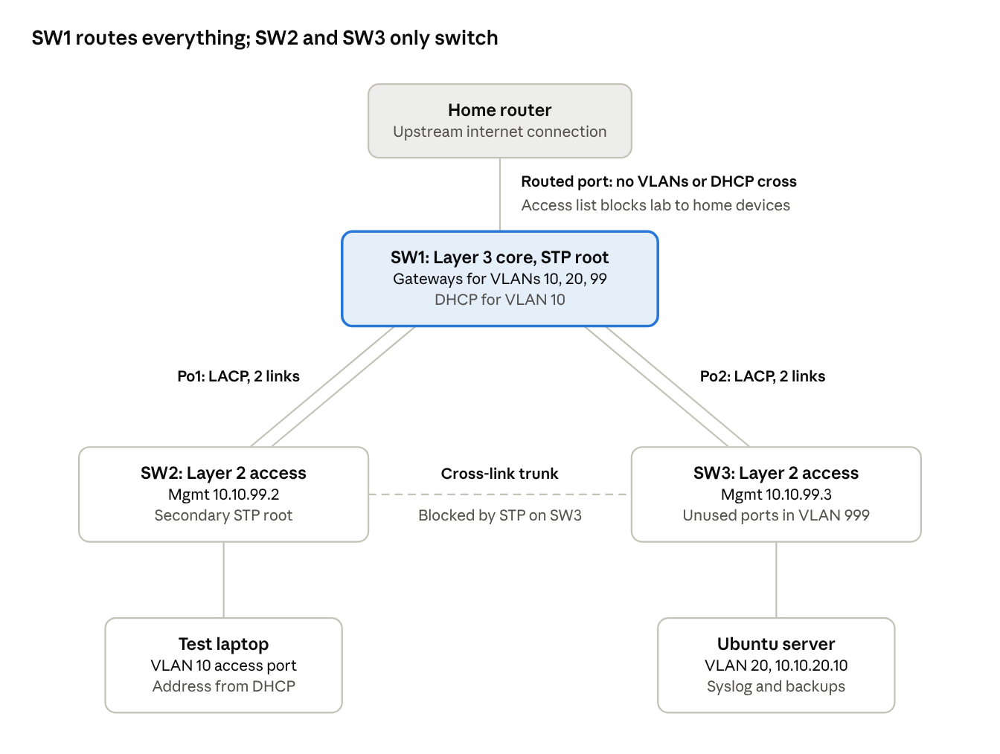 SW1 routes everything; SW2 and SW3 only switch
Home router
Upstream internet connection
Routed port: no VLANs or DHCP cross
Access list blocks lab to home devices
SW1: Layer 3 core, STP root
Gateways for VLANs 10, 20, 99
DHCP for VLAN 10
Po1: LACP, 2 links
Po2: LACP, 2 links
SW2: Layer 2 access
Mgmt 10.10.99.2
Secondary STP root
Cross-link trunk
Blocked by STP on SW3
SW3: Layer 2 access
Mgmt 10.10.99.3
Unused ports in VLAN 999
Test laptop
VLAN 10 access port
Address from DHCP
Ubuntu server
VLAN 20, 10.10.20.10
Syslog and backups